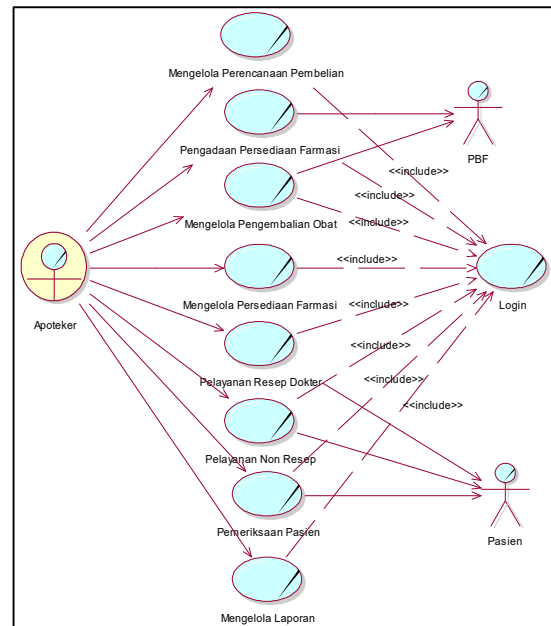 Mengelola Perencanaan Pembelian
Pengadaan Persediaan Farmasi
PBF
<<include>>
<<include>>
<<include>>
Mengelola Pengembalian Obat
<<include>>
Apoteker
Mengelola Persediaan Farmasi
Login
<<include>>
<<include>>
Pelayanan Resep Dokter
<<include>>
<<include>>
Pelayanan Non Resep
Pemeriksaan Pasien
Pasien
Mengelola Laporan